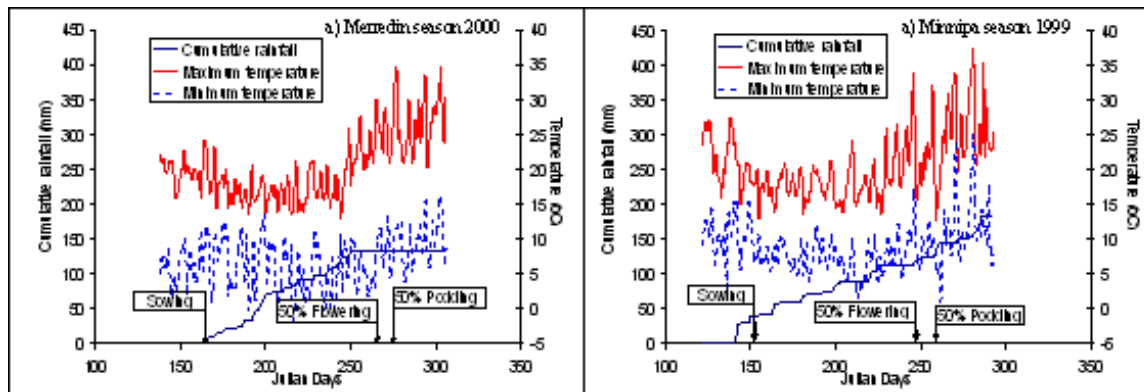 a) Merredin season 2000
450
400
350
300
250
200
150
100
50
0
Cumulative rainfall (mm)
40
35
30
25
20
15
10
5
0
-5
Temperature (oC)
Cumulative rainfall
Maximum temperature
Minimum temperature
Sowing
50% Flowering
50% Podding
100 150 200 250 300 350
Julian Days
a) Minnipa season 1999
450
400
350
300
250
200
150
100
50
0
Cumulative rainfall (mm)
40
35
30
25
20
15
10
5
0
-5
Temperature (oC)
Cumulative rainfall
Maximum temperature
Minimum temperature
Sowing
50% Flowering
50% Podding
100 150 200 250 300 350
Julian Days